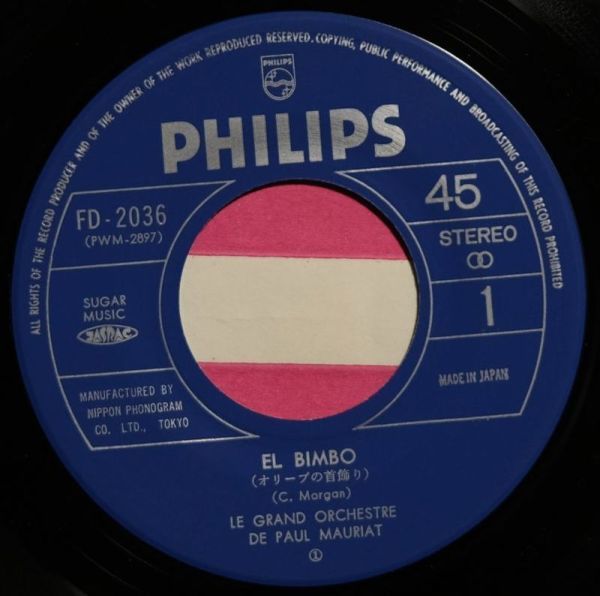 ALL RIGHTS OF THE RECORD PRODUCER AND OF THE OWNER OF THE WORK REPRODUCED RESERVED. COPYING, PUBLIC PERFORMANCE AND BROADCASTING OF THIS RECORD PROHIBITED
PHILIPS
PHILIPS
FD-2036
(PWM-2897)
SUGAR
MUSIC
JASRAC
MANUFACTURED BY
NIPPON PHONOGRAM
CO. LTD., TOKYO
45
STEREO
1
MADE IN JAPAN
EL BIMBO
(オリーブの首飾り)
(C. Morgan)
LE GRAND ORCHESTRE
DE PAUL MAURIAT
①